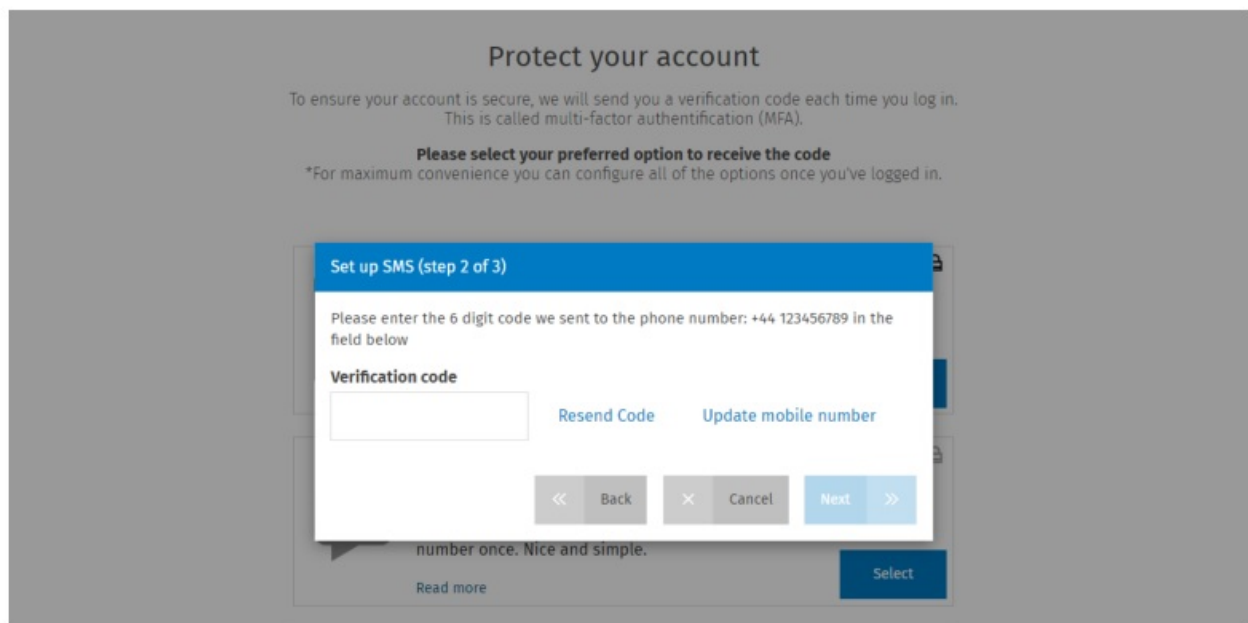 Protect your account
To ensure your account is secure, we will send you a verification code each time you log in.
This is called multi-factor authentification (MFA).
Please select your preferred option to receive the code
*For maximum convenience you can configure all of the options once you've logged in.
Set up SMS (step 2 of 3)
Please enter the 6 digit code we sent to the phone number: +44 123456789 in the
field below
Verification code
Resend Code Update mobile number
Back Cancel Next
number once. Nice and simple.
Read more
Select